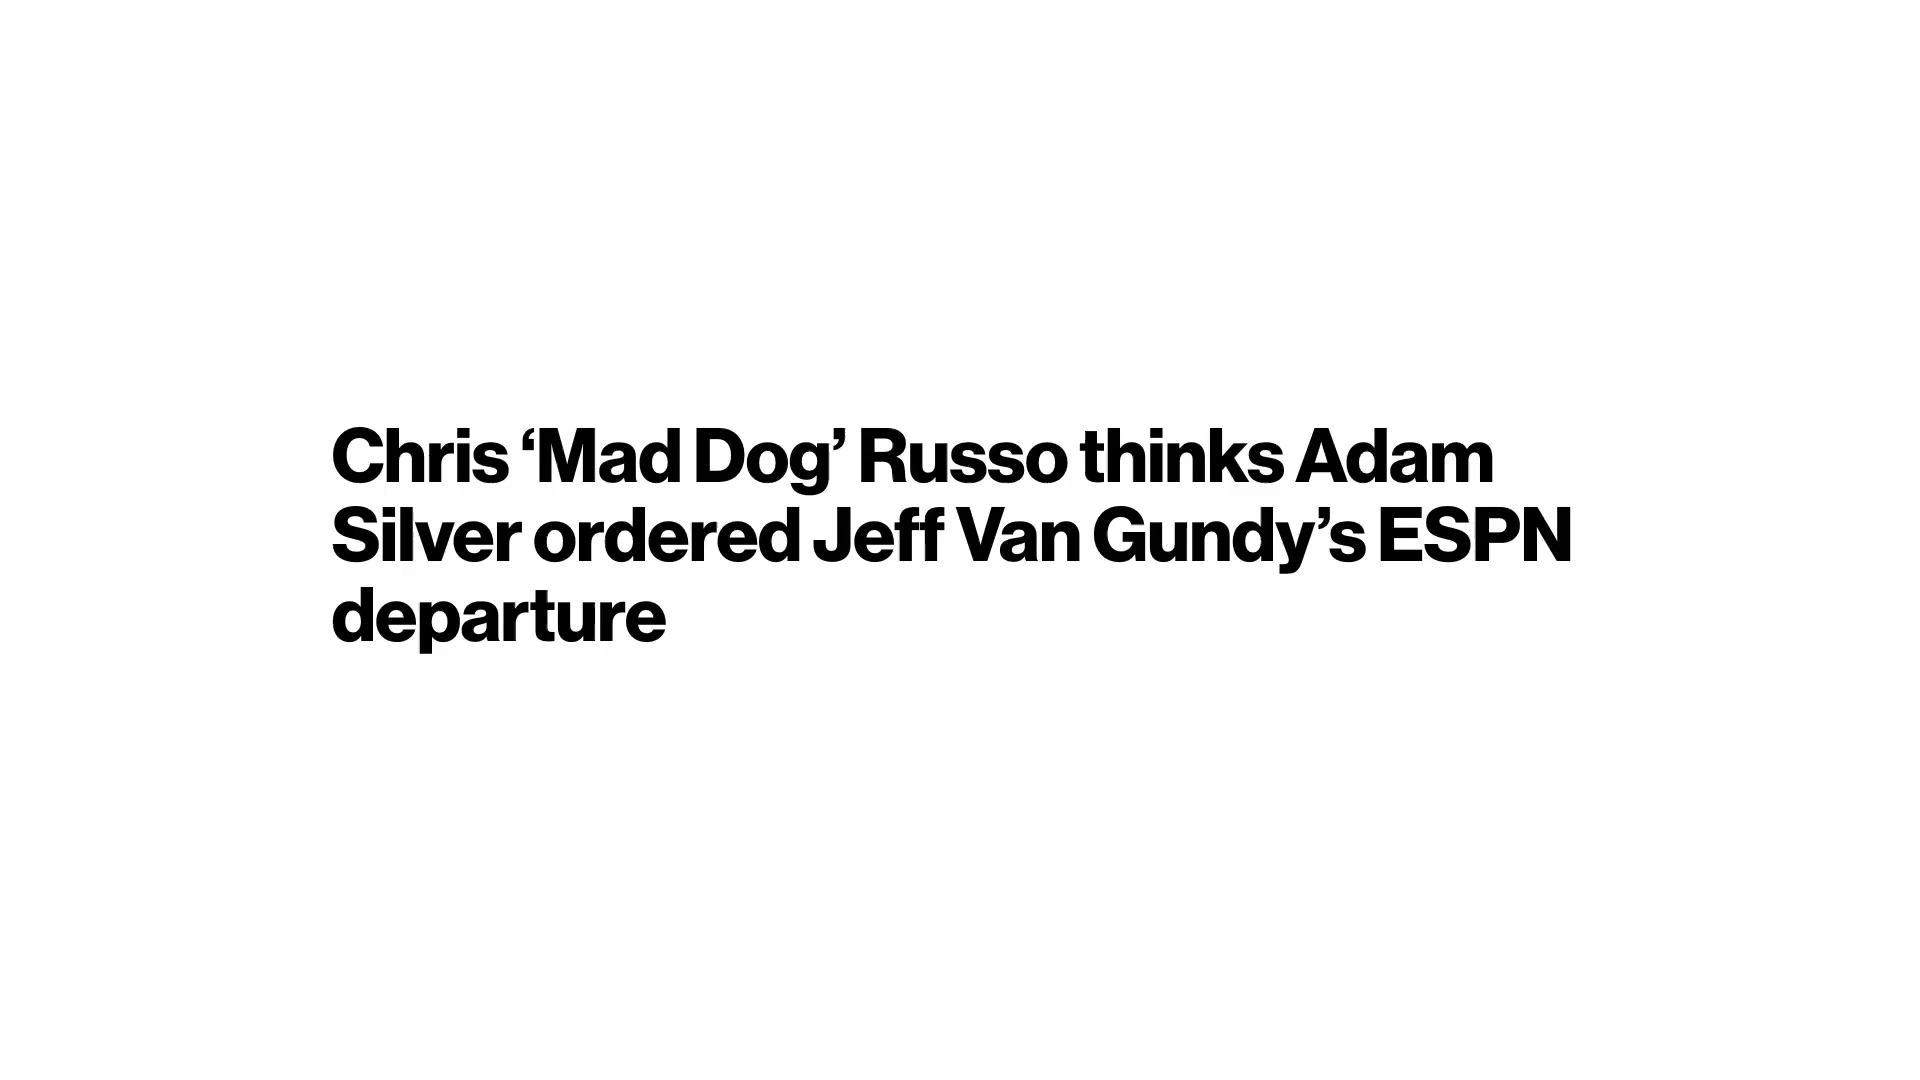 Chris ‘Mad Dog’ Russo thinks Adam
Silver ordered Jeff Van Gundy’s ESPN
departure